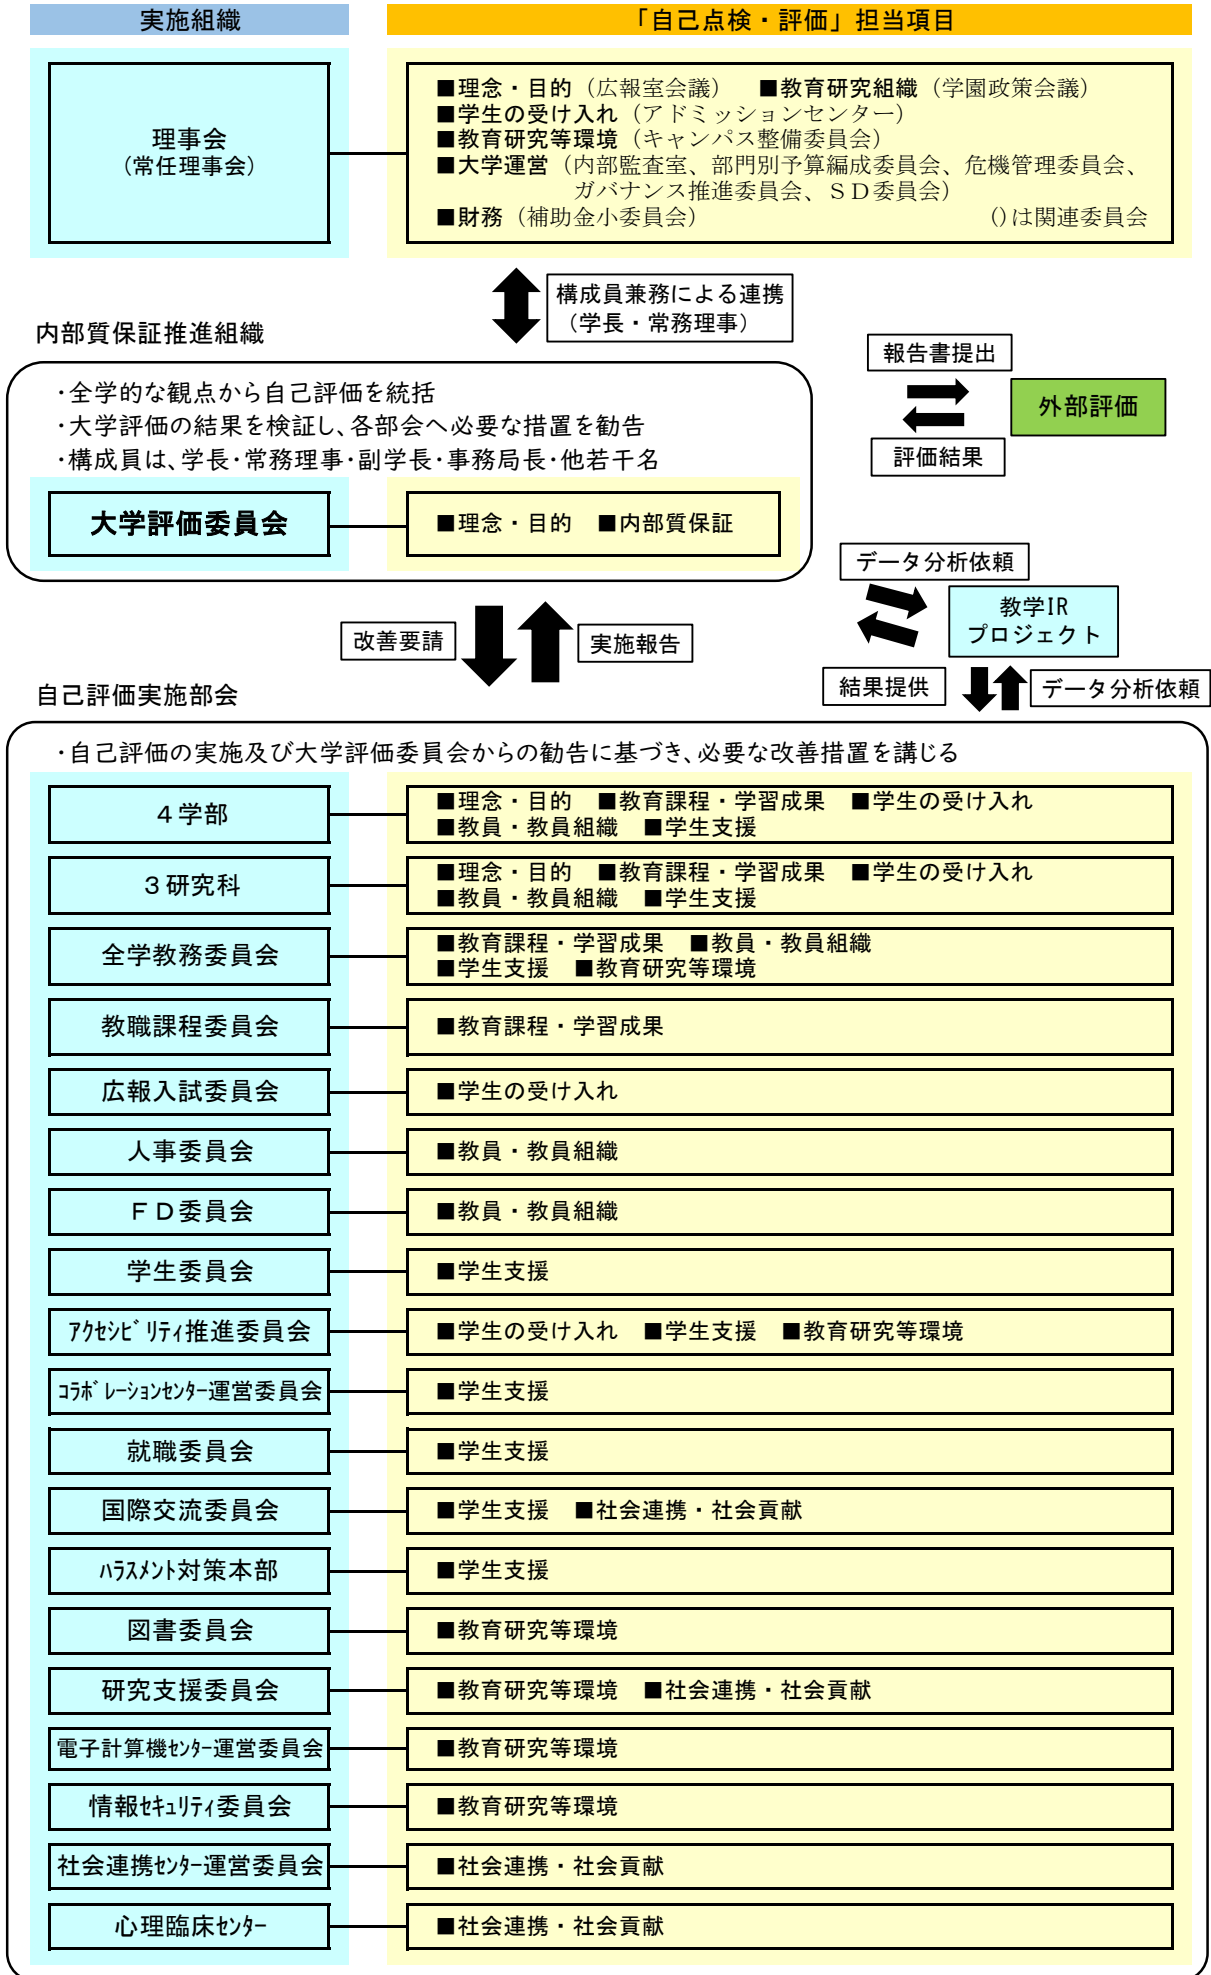 実施組織
「自己点検・評価」担当項目
理事会
(常任理事会)
■理念・目的（広報室会議）　■教育研究組織（学園政策会議）
■学生の受け入れ（アドミッションセンター）
■教育研究等環境（キャンパス整備委員会）
■大学運営（内部監査室、部門別予算編成委員会、危機管理委員会、
ガバナンス推進委員会、ＳＤ委員会）
■財務（補助金小委員会）　()は関連委員会
構成員兼務による連携
（学長・常務理事）
内部質保証推進組織
・全学的な観点から自己評価を統括
・大学評価の結果を検証し、各部会へ必要な措置を勧告
・構成員は、学長・常務理事・副学長・事務局長・他若干名
大学評価委員会
■理念・目的　■内部質保証
報告書提出
外部評価
評価結果
データ分析依頼
教学IR
プロジェクト
結果提供
データ分析依頼
改善要請
実施報告
自己評価実施部会
・自己評価の実施及び大学評価委員会からの勧告に基づき、必要な改善措置を講じる
４学部
■理念・目的　■教育課程・学習成果　■学生の受け入れ
■教員・教員組織　■学生支援
３研究科
■理念・目的　■教育課程・学習成果　■学生の受け入れ
■教員・教員組織　■学生支援
全学教務委員会
■教育課程・学習成果　■教員・教員組織
■学生支援　■教育研究等環境
教職課程委員会
■教育課程・学習成果
広報入試委員会
■学生の受け入れ
人事委員会
■教員・教員組織
ＦＤ委員会
■教員・教員組織
学生委員会
■学生支援
ｱｸｾｼﾋﾞﾘﾃｨ推進委員会
■学生の受け入れ　■学生支援　■教育研究等環境
ｺﾗﾎﾞﾚｰｼｮﾝｾﾝﾀｰ運営委員会
■学生支援
就職委員会
■学生支援
国際交流委員会
■学生支援　■社会連携・社会貢献
ﾊﾗｽﾒﾝﾄ対策本部
■学生支援
図書委員会
■教育研究等環境
研究支援委員会
■教育研究等環境　■社会連携・社会貢献
電子計算機ｾﾝﾀｰ運営委員会
■教育研究等環境
情報ｾｷｭﾘﾃｨ委員会
■教育研究等環境
社会連携ｾﾝﾀｰ運営委員会
■社会連携・社会貢献
心理臨床ｾﾝﾀｰ
■社会連携・社会貢献